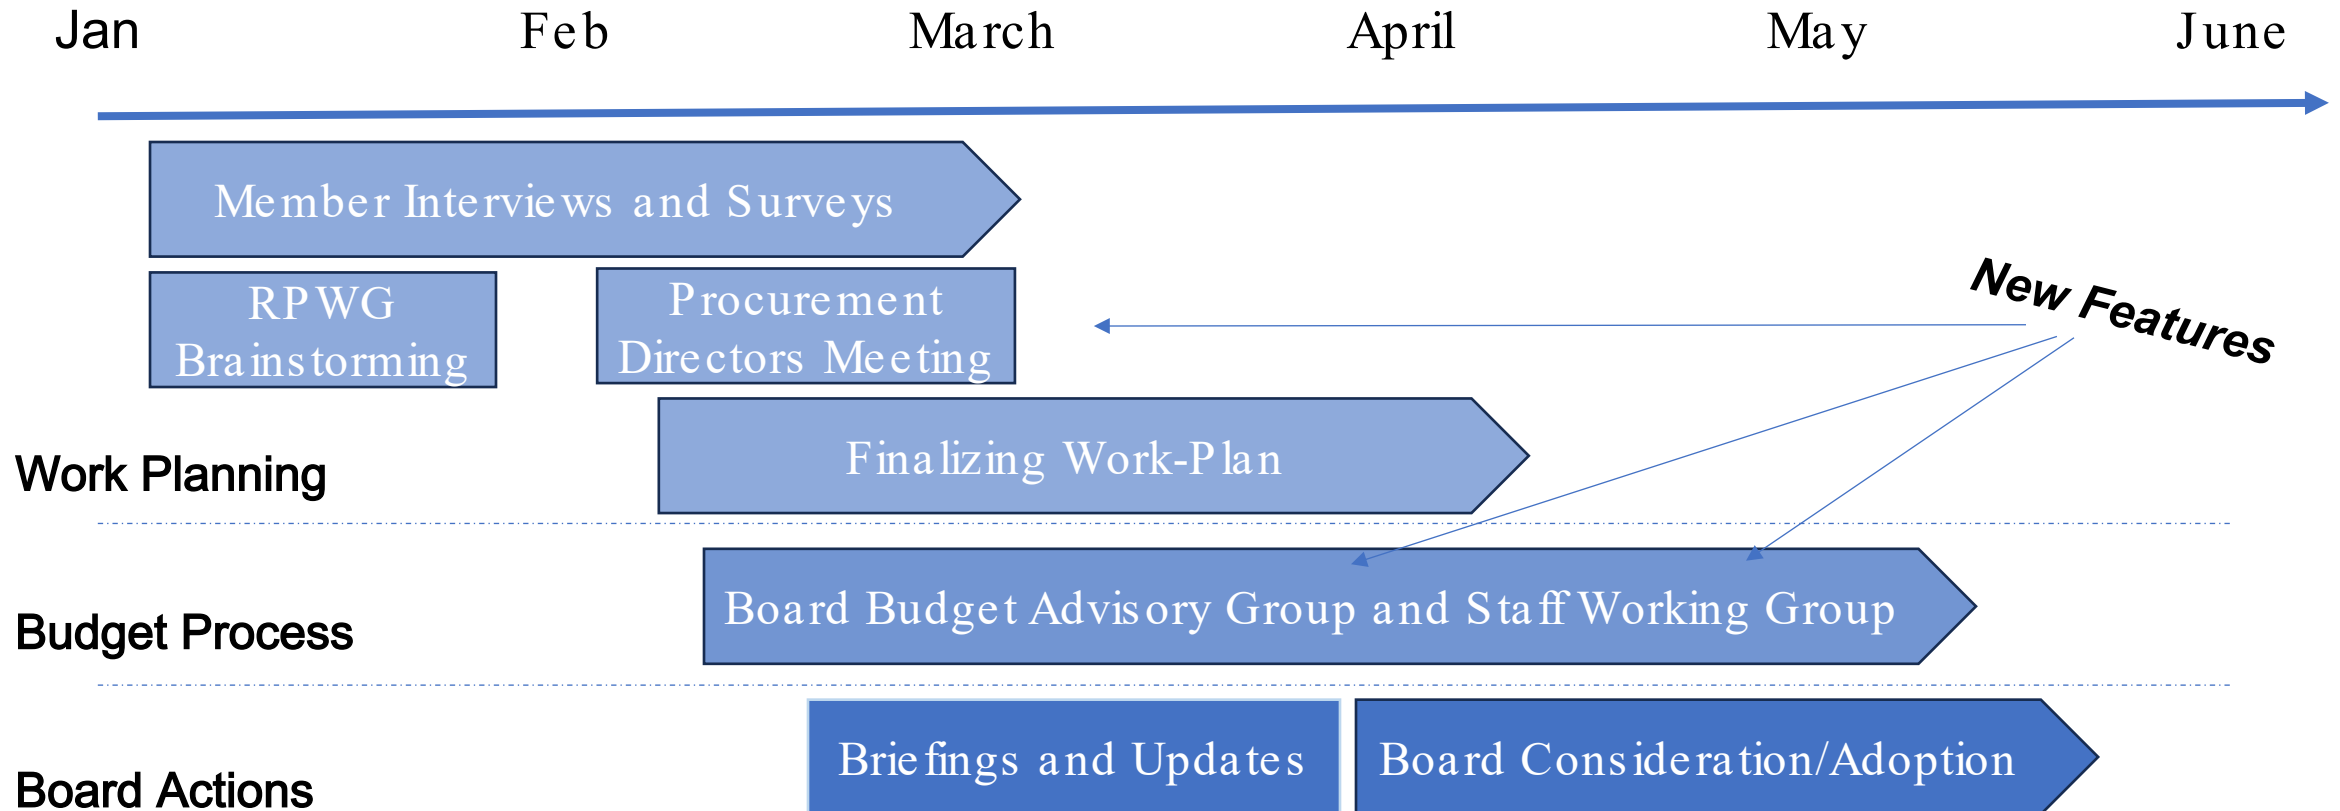 Jan Feb March April May June
Member Interviews and Surveys
RPWG
Brainstorming
Procurement
Directors Meeting
New Features
Finalizing Work-Plan
Work Planning
Board Budget Advisory Group and Staff Working Group
Budget Process
Briefings and Updates
Board Consideration/Adoption
Board Actions